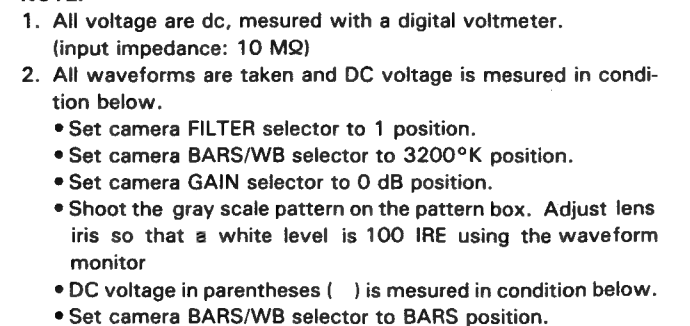 1. All voltage are dc, mesured with a digital voltmeter.
(input impedance: 10 MΩ)
2. All waveforms are taken and DC voltage is mesured in condi-
tion below.
• Set camera FILTER selector to 1 position.
• Set camera BARS/WB selector to 3200°K position.
• Set camera GAIN selector to 0 dB position.
• Shoot the gray scale pattern on the pattern box. Adjust lens
iris so that a white level is 100 IRE using the waveform
monitor
• DC voltage in parentheses ( ) is mesured in condition below.
• Set camera BARS/WB selector to BARS position.